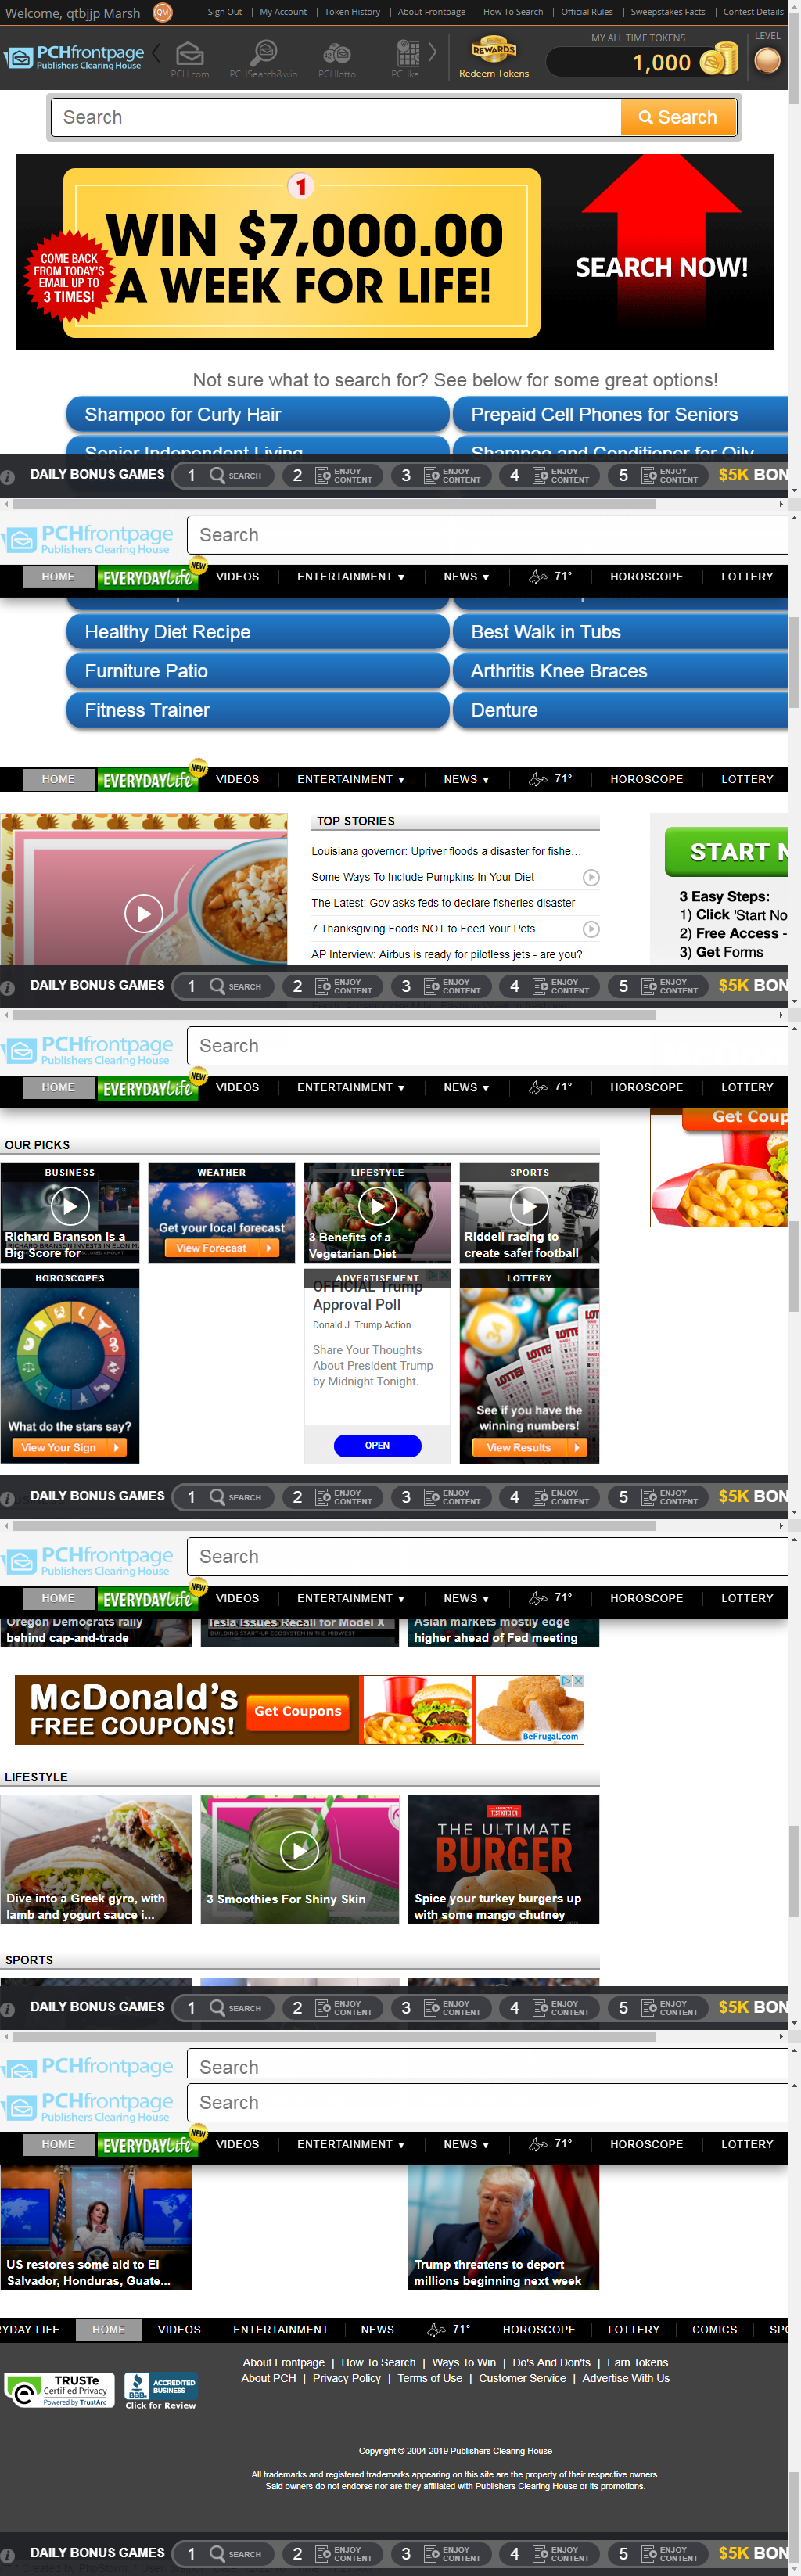 Welcome, qtbjjp Marsh QM Sign Out | My Account | Token History | About Frontpage | How To Search | Official Rules | Sweepstakes Facts | Contest Details
PCHfrontpage
Publishers Clearing House
PCH.com PCHSearch&win PCHlotto PCHke
REWARDS
Redeem Tokens
MY ALL TIME TOKENS
1,000
LEVEL
Search Search
1
WIN $7,000.00
A WEEK FOR LIFE!
COME BACK
FROM TODAY'S
EMAIL UP TO
3 TIMES!
SEARCH NOW!
Not sure what to search for? See below for some great options!
Shampoo for Curly Hair Prepaid Cell Phones for Seniors
Senior Independent Living Shampoo and Conditioner for Oily
DAILY BONUS GAMES 1 SEARCH 2 ENJOY CONTENT 3 ENJOY CONTENT 4 ENJOY CONTENT 5 ENJOY CONTENT $5K BON
PCHfrontpage
Publishers Clearing House
Search
HOME EVERYDAY Life NEW VIDEOS ENTERTAINMENT ▼ NEWS ▼ 71° HOROSCOPE LOTTERY
Travel Coupons 1 Bedroom Apartments
Healthy Diet Recipe Best Walk in Tubs
Furniture Patio Arthritis Knee Braces
Fitness Trainer Denture
HOME EVERYDAY Life NEW VIDEOS ENTERTAINMENT ▼ NEWS ▼ 71° HOROSCOPE LOTTERY
TOP STORIES
Louisiana governor: Upriver floods a disaster for fishe...
Some Ways To Include Pumpkins In Your Diet
The Latest: Gov asks feds to declare fisheries disaster
7 Thanksgiving Foods NOT to Feed Your Pets
AP Interview: Airbus is ready for pilotless jets - are you?
START N
3 Easy Steps:
1) Click 'Start No
2) Free Access -
3) Get Forms
DAILY BONUS GAMES 1 SEARCH 2 ENJOY CONTENT 3 ENJOY CONTENT 4 ENJOY CONTENT 5 ENJOY CONTENT $5K BON
PCHfrontpage
Publishers Clearing House
Search
HOME EVERYDAY Life NEW VIDEOS ENTERTAINMENT ▼ NEWS ▼ 71° HOROSCOPE LOTTERY
Get Coup
OUR PICKS
BUSINESS
Richard Branson Is a
Big Score for
WEATHER
Get your local forecast
View Forecast
LIFESTYLE
3 Benefits of a
Vegetarian Diet
SPORTS
Riddell racing to
create safer football
HOROSCOPES
What do the stars say?
View Your Sign
ADVERTISEMENT
OFFICIAL Trump
Approval Poll
Donald J. Trump Action
Share Your Thoughts
About President Trump
by Midnight Tonight.
OPEN
LOTTERY
34
LOTTO
See if you have the
winning numbers!
View Results
DAILY BONUS GAMES 1 SEARCH 2 ENJOY CONTENT 3 ENJOY CONTENT 4 ENJOY CONTENT 5 ENJOY CONTENT $5K BON
PCHfrontpage
Publishers Clearing House
Search
HOME EVERYDAY Life NEW VIDEOS ENTERTAINMENT ▼ NEWS ▼ 71° HOROSCOPE LOTTERY
Oregon Democrats rally
behind cap-and-trade
Tesla Issues Recall for Model X
BUILDING START-UP ECOSYSTEM IN THE MIDWEST
Asian markets mostly edge
higher ahead of Fed meeting
McDonald's
FREE COUPONS!
Get Coupons
BeFrugal.com
LIFESTYLE
Dive into a Greek gyro, with
lamb and yogurt sauce i...
3 Smoothies For Shiny Skin
TEST KITCHEN
THE ULTIMATE
BURGER
Spice your turkey burgers up
with some mango chutney
SPORTS
DAILY BONUS GAMES 1 SEARCH 2 ENJOY CONTENT 3 ENJOY CONTENT 4 ENJOY CONTENT 5 ENJOY CONTENT $5K BON
PCHfrontpage
Search
PCHfrontpage
Publishers Clearing House
Search
HOME EVERYDAY Life NEW VIDEOS ENTERTAINMENT ▼ NEWS ▼ 71° HOROSCOPE LOTTERY
US restores some aid to El
Salvador, Honduras, Guate...
Trump threatens to deport
millions beginning next week
RYDAY LIFE HOME VIDEOS ENTERTAINMENT NEWS 71° HOROSCOPE LOTTERY COMICS SPO
About Frontpage | How To Search | Ways To Win | Do's And Don'ts | Earn Tokens
About PCH | Privacy Policy | Terms of Use | Customer Service | Advertise With Us
TRUSTe
Certified Privacy
Powered by TrustArc
BBB
ACCREDITED
BUSINESS
Click for Review
Copyright © 2004-2019 Publishers Clearing House
All trademarks and registered trademarks appearing on this site are the property of their respective owners.
Said owners do not endorse nor are they affiliated with Publishers Clearing House or its promotions.
DAILY BONUS GAMES 1 SEARCH 2 ENJOY CONTENT 3 ENJOY CONTENT 4 ENJOY CONTENT 5 ENJOY CONTENT $5K BON